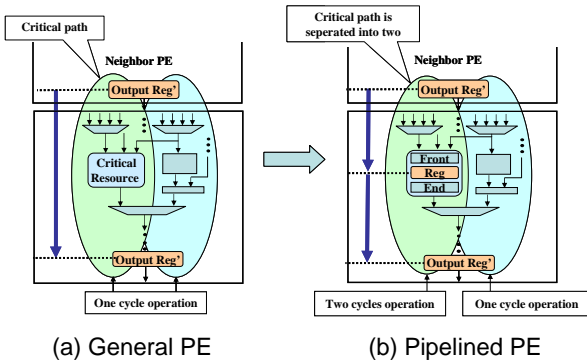 Critical path
Neighbor PE
Output Reg'
Critical
Resource
Output Reg'
One cycle operation
(a) General PE
Critical path is
seperated into two
Neighbor PE
Output Reg'
Front
Reg
End
Output Reg'
Two cycles operation
One cycle operation
(b) Pipelined PE